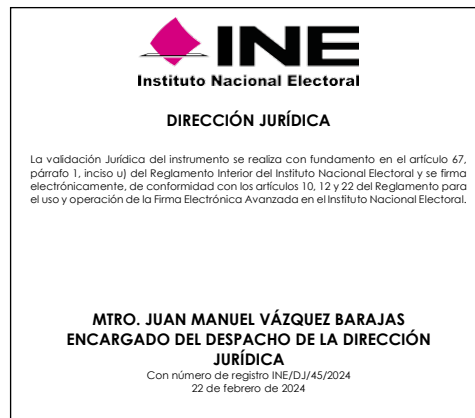 INE
Instituto Nacional Electoral
DIRECCIÓN JURÍDICA
La validación Jurídica del instrumento se realiza con fundamento en el artículo 67,
párrafo 1, inciso u) del Reglamento Interior del Instituto Nacional Electoral y se firma
electrónicamente, de conformidad con los artículos 10, 12 y 22 del Reglamento para
el uso y operación de la Firma Electrónica Avanzada en el Instituto Nacional Electoral.
MTRO. JUAN MANUEL VÁZQUEZ BARAJAS
ENCARGADO DEL DESPACHO DE LA DIRECCIÓN
JURÍDICA
Con número de registro INE/DJ/45/2024
22 de febrero de 2024